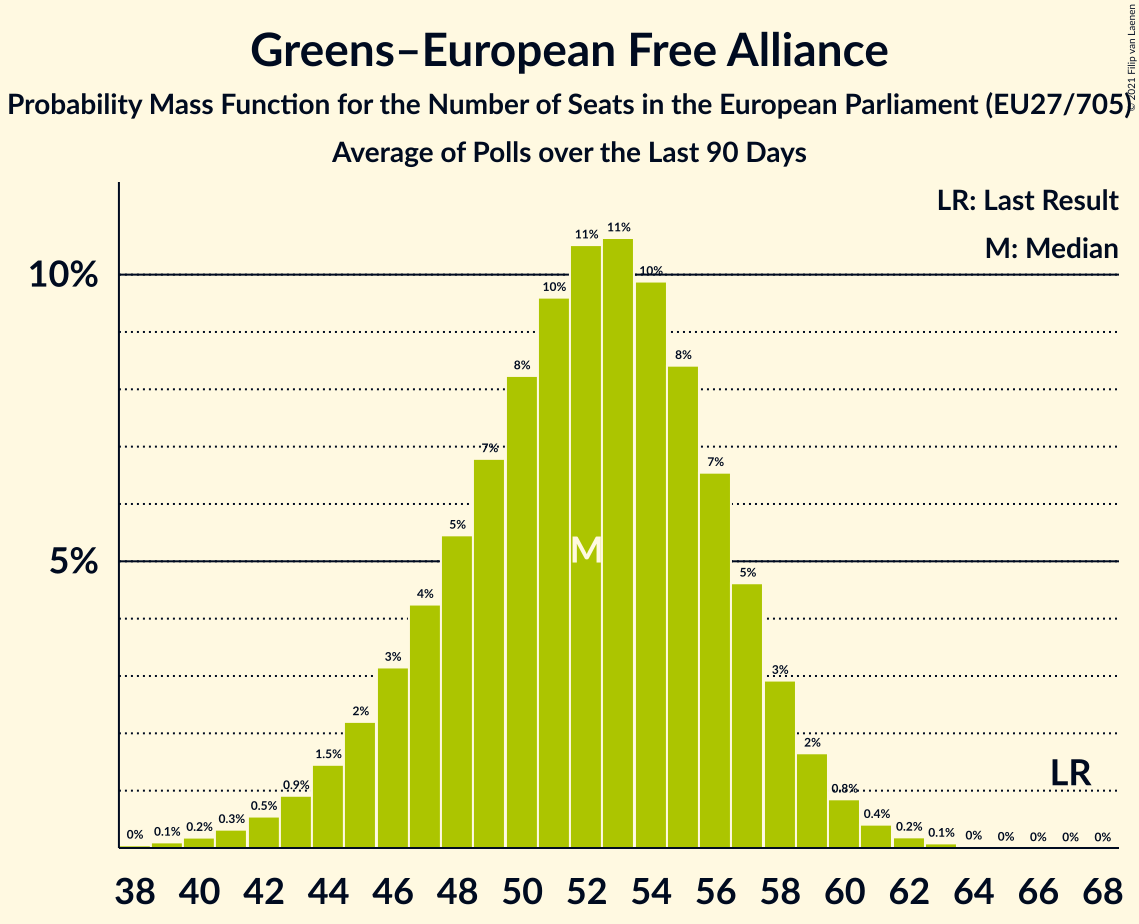 Greens–European Free Alliance
Probability Mass Function for the Number of Seats in the European Parliament (EU27/705)
Average of Polls over the Last 90 Days
© 2021 Filip van Laenen
LR: Last Result
M: Median
10%
5%
0% 0.1% 0.2% 0.3% 0.5% 0.9% 1.5% 2% 3% 4% 5% 7% 8% 10% 11% 11% 10% 8% 7% 5% 3% 2% 0.8% 0.4% 0.2% 0.1% 0% 0% 0% 0% 0%
M
LR
38 40 42 44 46 48 50 52 54 56 58 60 62 64 66 68